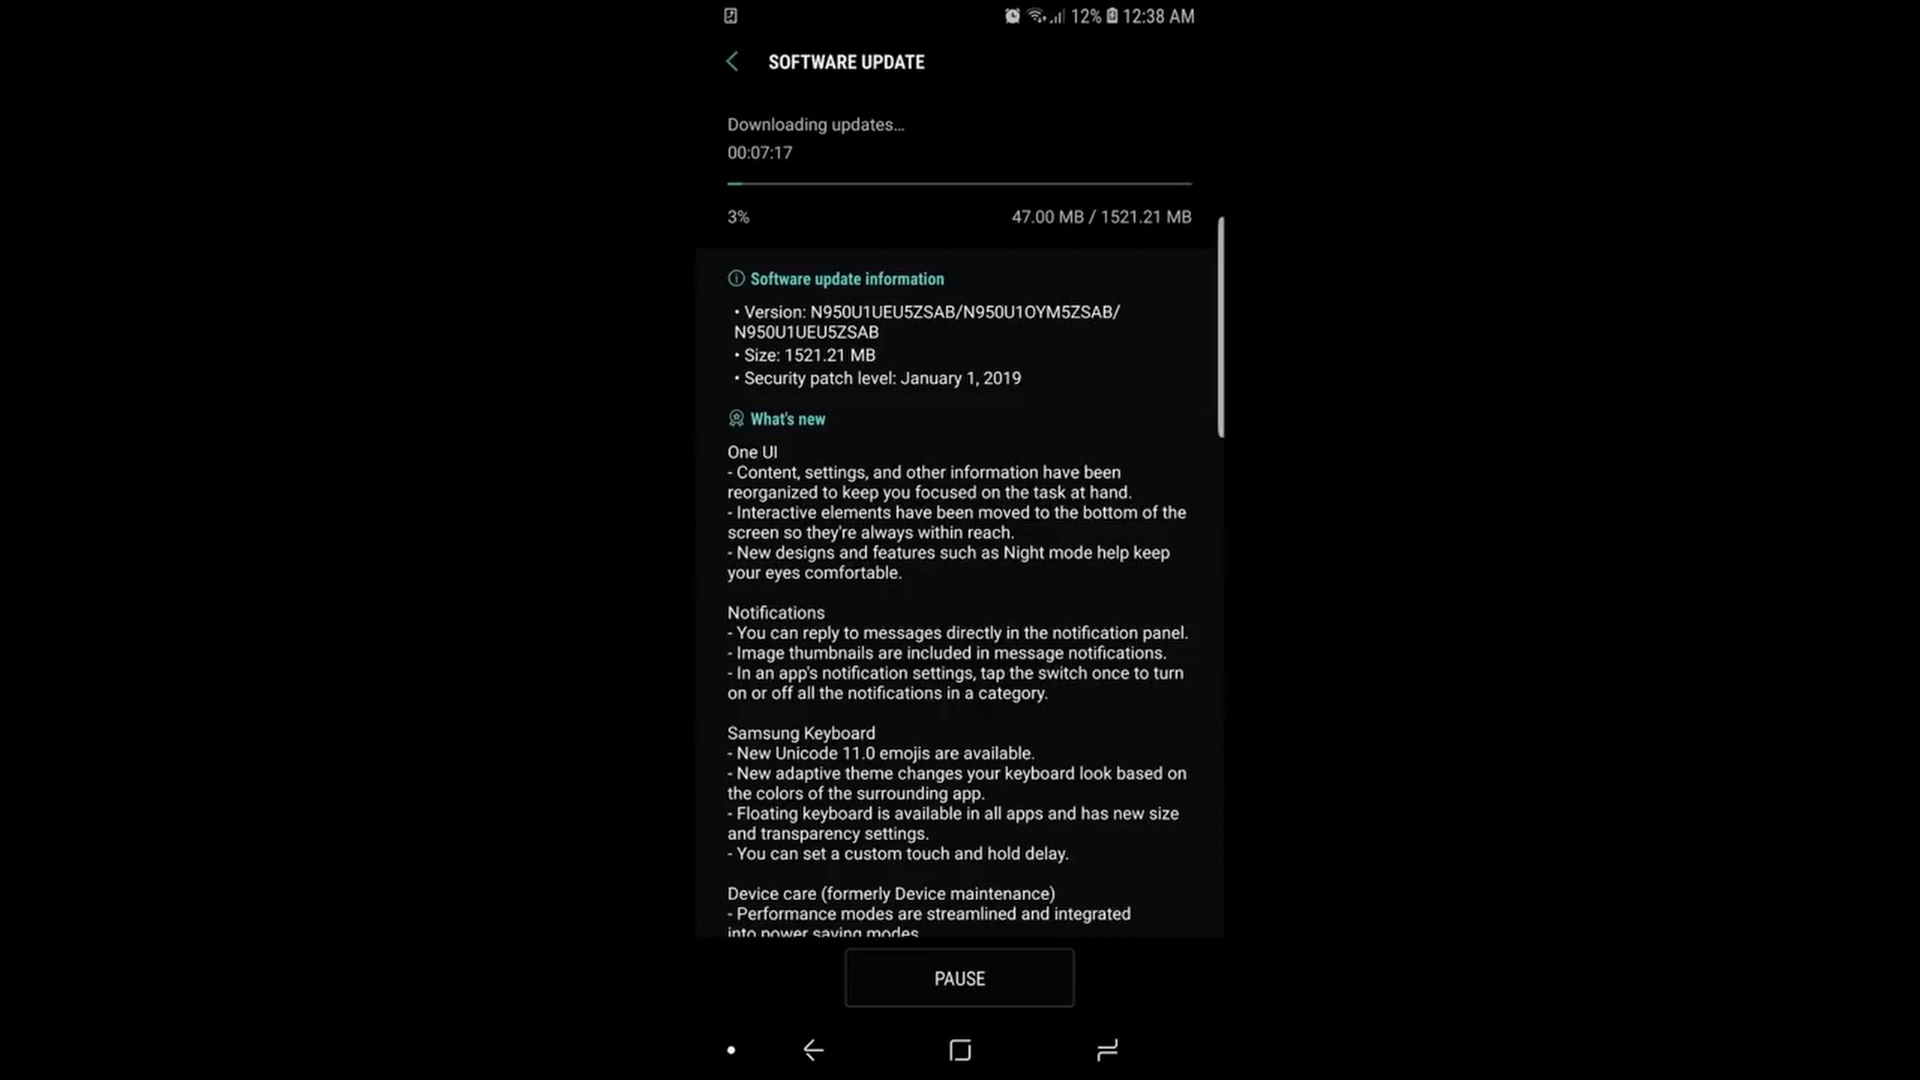 12% 12:38 AM
SOFTWARE UPDATE
Downloading updates...
00:07:17
3% 47.00 MB / 1521.21 MB
Software update information
• Version: N950U1UEU5ZSAB/N950U1OYM5ZSAB/
N950U1UEU5ZSAB
• Size: 1521.21 MB
• Security patch level: January 1, 2019
What's new
One UI
- Content, settings, and other information have been
reorganized to keep you focused on the task at hand.
- Interactive elements have been moved to the bottom of the
screen so they're always within reach.
- New designs and features such as Night mode help keep
your eyes comfortable.
Notifications
- You can reply to messages directly in the notification panel.
- Image thumbnails are included in message notifications.
- In an app's notification settings, tap the switch once to turn
on or off all the notifications in a category.
Samsung Keyboard
- New Unicode 11.0 emojis are available.
- New adaptive theme changes your keyboard look based on
the colors of the surrounding app.
- Floating keyboard is available in all apps and has new size
and transparency settings.
- You can set a custom touch and hold delay.
Device care (formerly Device maintenance)
- Performance modes are streamlined and integrated
into power saving modes
PAUSE